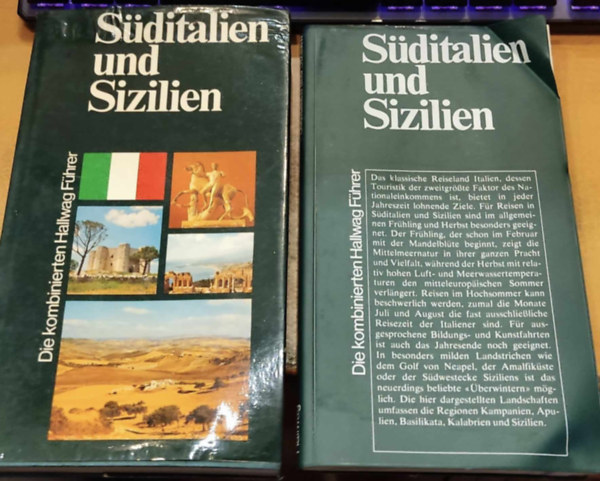 Süditalien
und
Sizilien
Die kombinierten Hallwag Führer
Süditalien
und
Sizilien
Die kombinierten Hallwag Führer
Das klassische Reiseland Italien, dessen
Touristik der zweitgrößte Faktor des Na-
tionaleinkommens ist, bietet in jeder
Jahreszeit lohnende Ziele. Für Reisen in
Süditalien und Sizilien sind im allgemei-
nen Frühling und Herbst besonders geeig-
net. Der Frühling, der schon im Februar
mit der Mandelblüte beginnt, zeigt die
Mittelmeernatur in ihrer ganzen Pracht
und Vielfalt, während der Herbst mit rela-
tiv hohen Luft- und Meerwassertempera-
turen den mitteleuropäischen Sommer
verlängert. Reisen im Hochsommer kann
beschwerlich werden, zumal die Monate
Juli und August die fast ausschließliche
Reisezeit der Italiener sind. Für aus-
gesprochene Bildungs- und Kunstfahrten
ist auch das Jahresende noch geeignet.
In besonders milden Landstrichen wie
dem Golf von Neapel, der Amalfiküste
oder der Südwestecke Siziliens ist das
neuerdings beliebte «Überwintern» mög-
lich. Die hier dargestellten Landschaften
umfassen die Regionen Kampanien, Apu-
lien, Basilikata, Kalabrien und Sizilien.